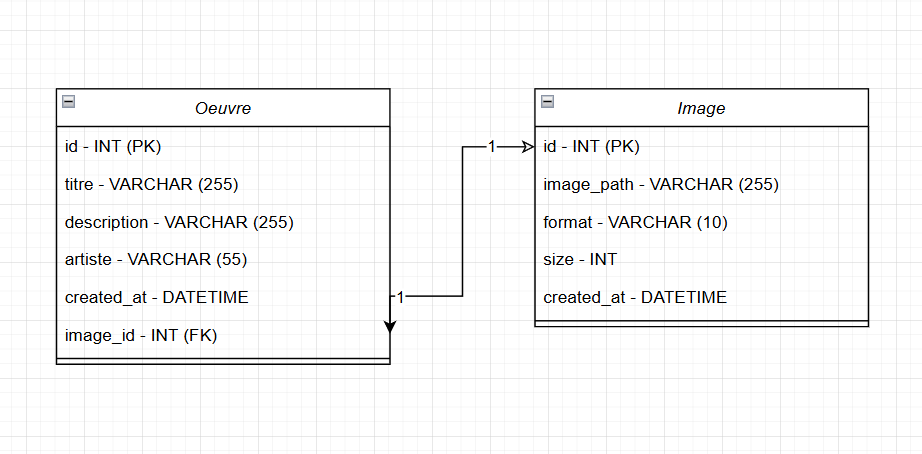 Oeuvre
id - INT (PK)
titre - VARCHAR (255)
description - VARCHAR (255)
artiste - VARCHAR (55)
created_at - DATETIME
image_id - INT (FK)
1
1
Image
id - INT (PK)
image_path - VARCHAR (255)
format - VARCHAR (10)
size - INT
created_at - DATETIME